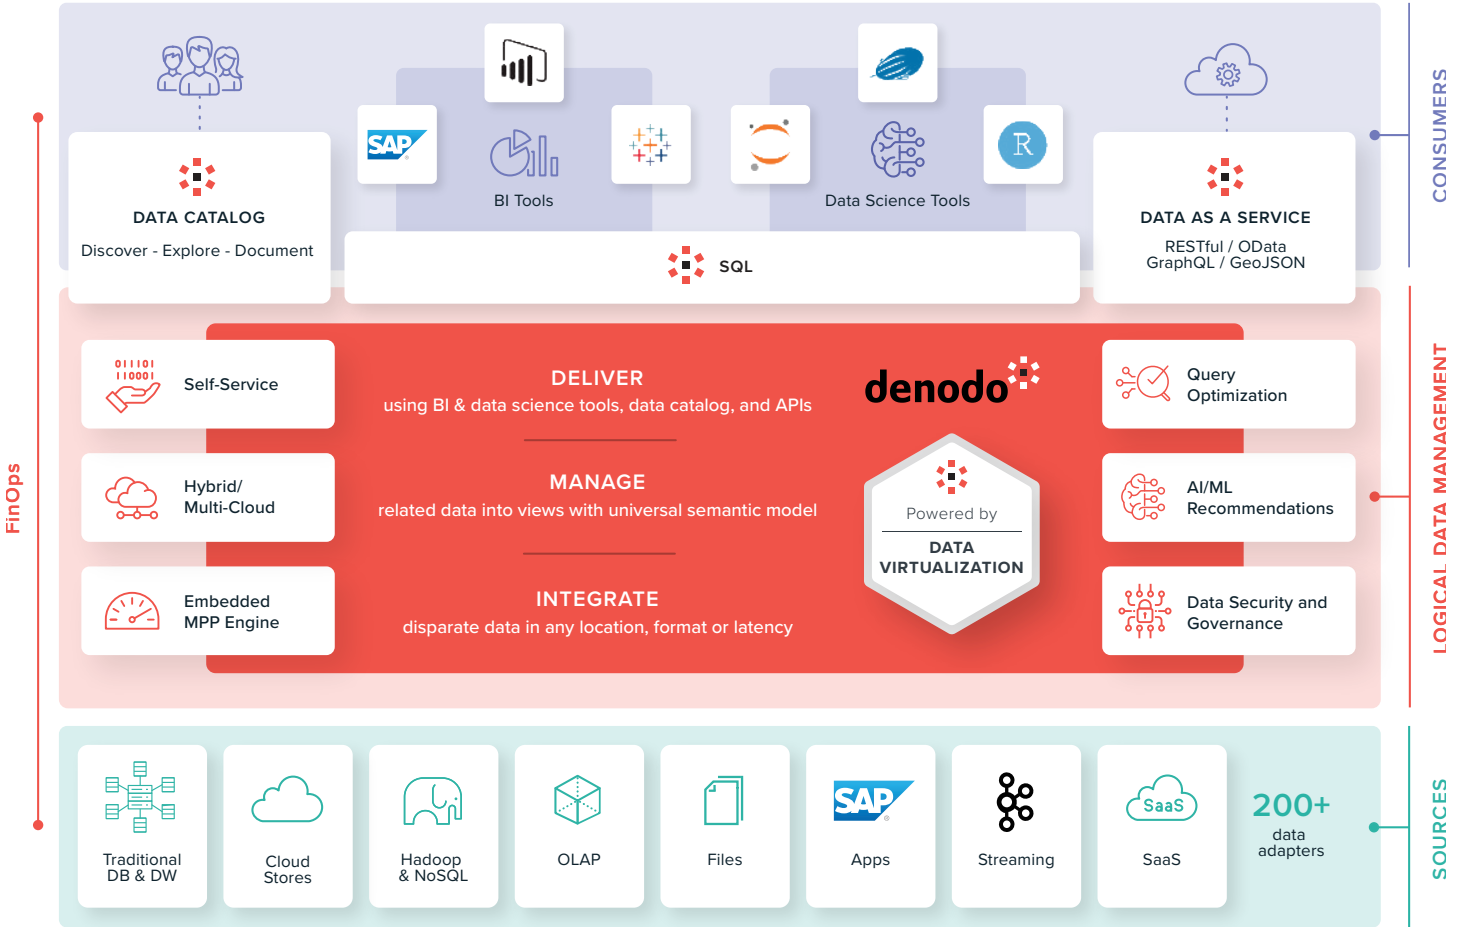 CONSUMERS
SAP
BI Tools
Data Science Tools
R
DATA CATALOG
Discover - Explore - Document
SQL
DATA AS A SERVICE
RESTful / OData
GraphQL / GeoJSON
FinOps
LOGICAL DATA MANAGEMENT
011101
110001
Self-Service
Hybrid/
Multi-Cloud
Embedded
MPP Engine
DELIVER
using BI & data science tools, data catalog, and APIs
MANAGE
related data into views with universal semantic model
INTEGRATE
disparate data in any location, format or latency
denodo
Powered by
DATA
VIRTUALIZATION
Query
Optimization
AI/ML
Recommendations
Data Security and
Governance
SOURCES
Traditional
DB & DW
Cloud
Stores
Hadoop
& NoSQL
OLAP
Files
SAP
Apps
Streaming
SaaS
SaaS
200+
data
adapters